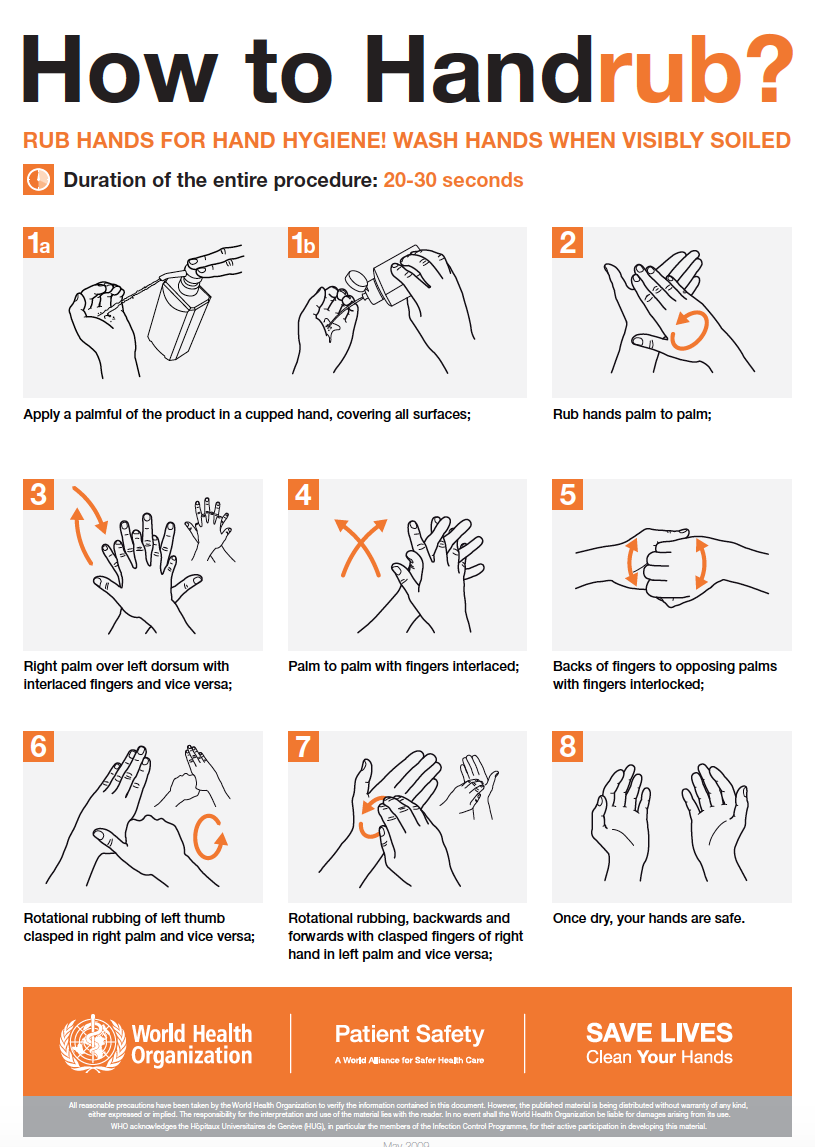 How to Handrub?
RUB HANDS FOR HAND HYGIENE! WASH HANDS WHEN VISIBLY SOILED
Duration of the entire procedure: 20-30 seconds
1a
1b
Apply a palmful of the product in a cupped hand, covering all surfaces;
2
Rub hands palm to palm;
3
Right palm over left dorsum with
interlaced fingers and vice versa;
4
Palm to palm with fingers interlaced;
5
Backs of fingers to opposing palms
with fingers interlocked;
6
Rotational rubbing of left thumb
clasped in right palm and vice versa;
7
Rotational rubbing, backwards and
forwards with clasped fingers of right
hand in left palm and vice versa;
8
Once dry, your hands are safe.
World Health
Organization
Patient Safety
A World Alliance for Safer Health Care
SAVE LIVES
Clean Your Hands
All reasonable precautions have been taken by the World Health Organization to verify the information contained in this document. However, the published material is being distributed without warranty of any kind,
either expressed or implied. The responsibility for the interpretation and use of the material lies with the reader. In no event shall the World Health Organization be liable for damages arising from its use.
WHO acknowledges the Hôpitaux Universitaires de Genève (HUG), in particular the members of the Infection Control Programme, for their active participation in developing this material.
May 2009